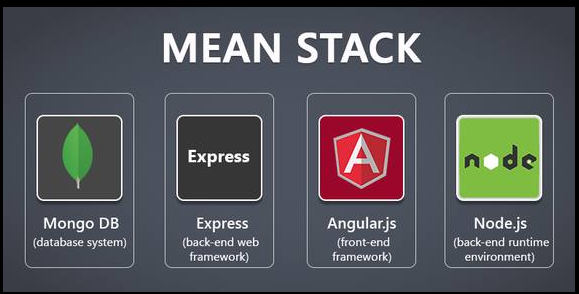 MEAN STACK
Express
A
node
Mongo DB
(database system)
Express
(back-end web
framework)
Angular.js
(front-end
framework)
Node.js
(back-end runtime
environment)